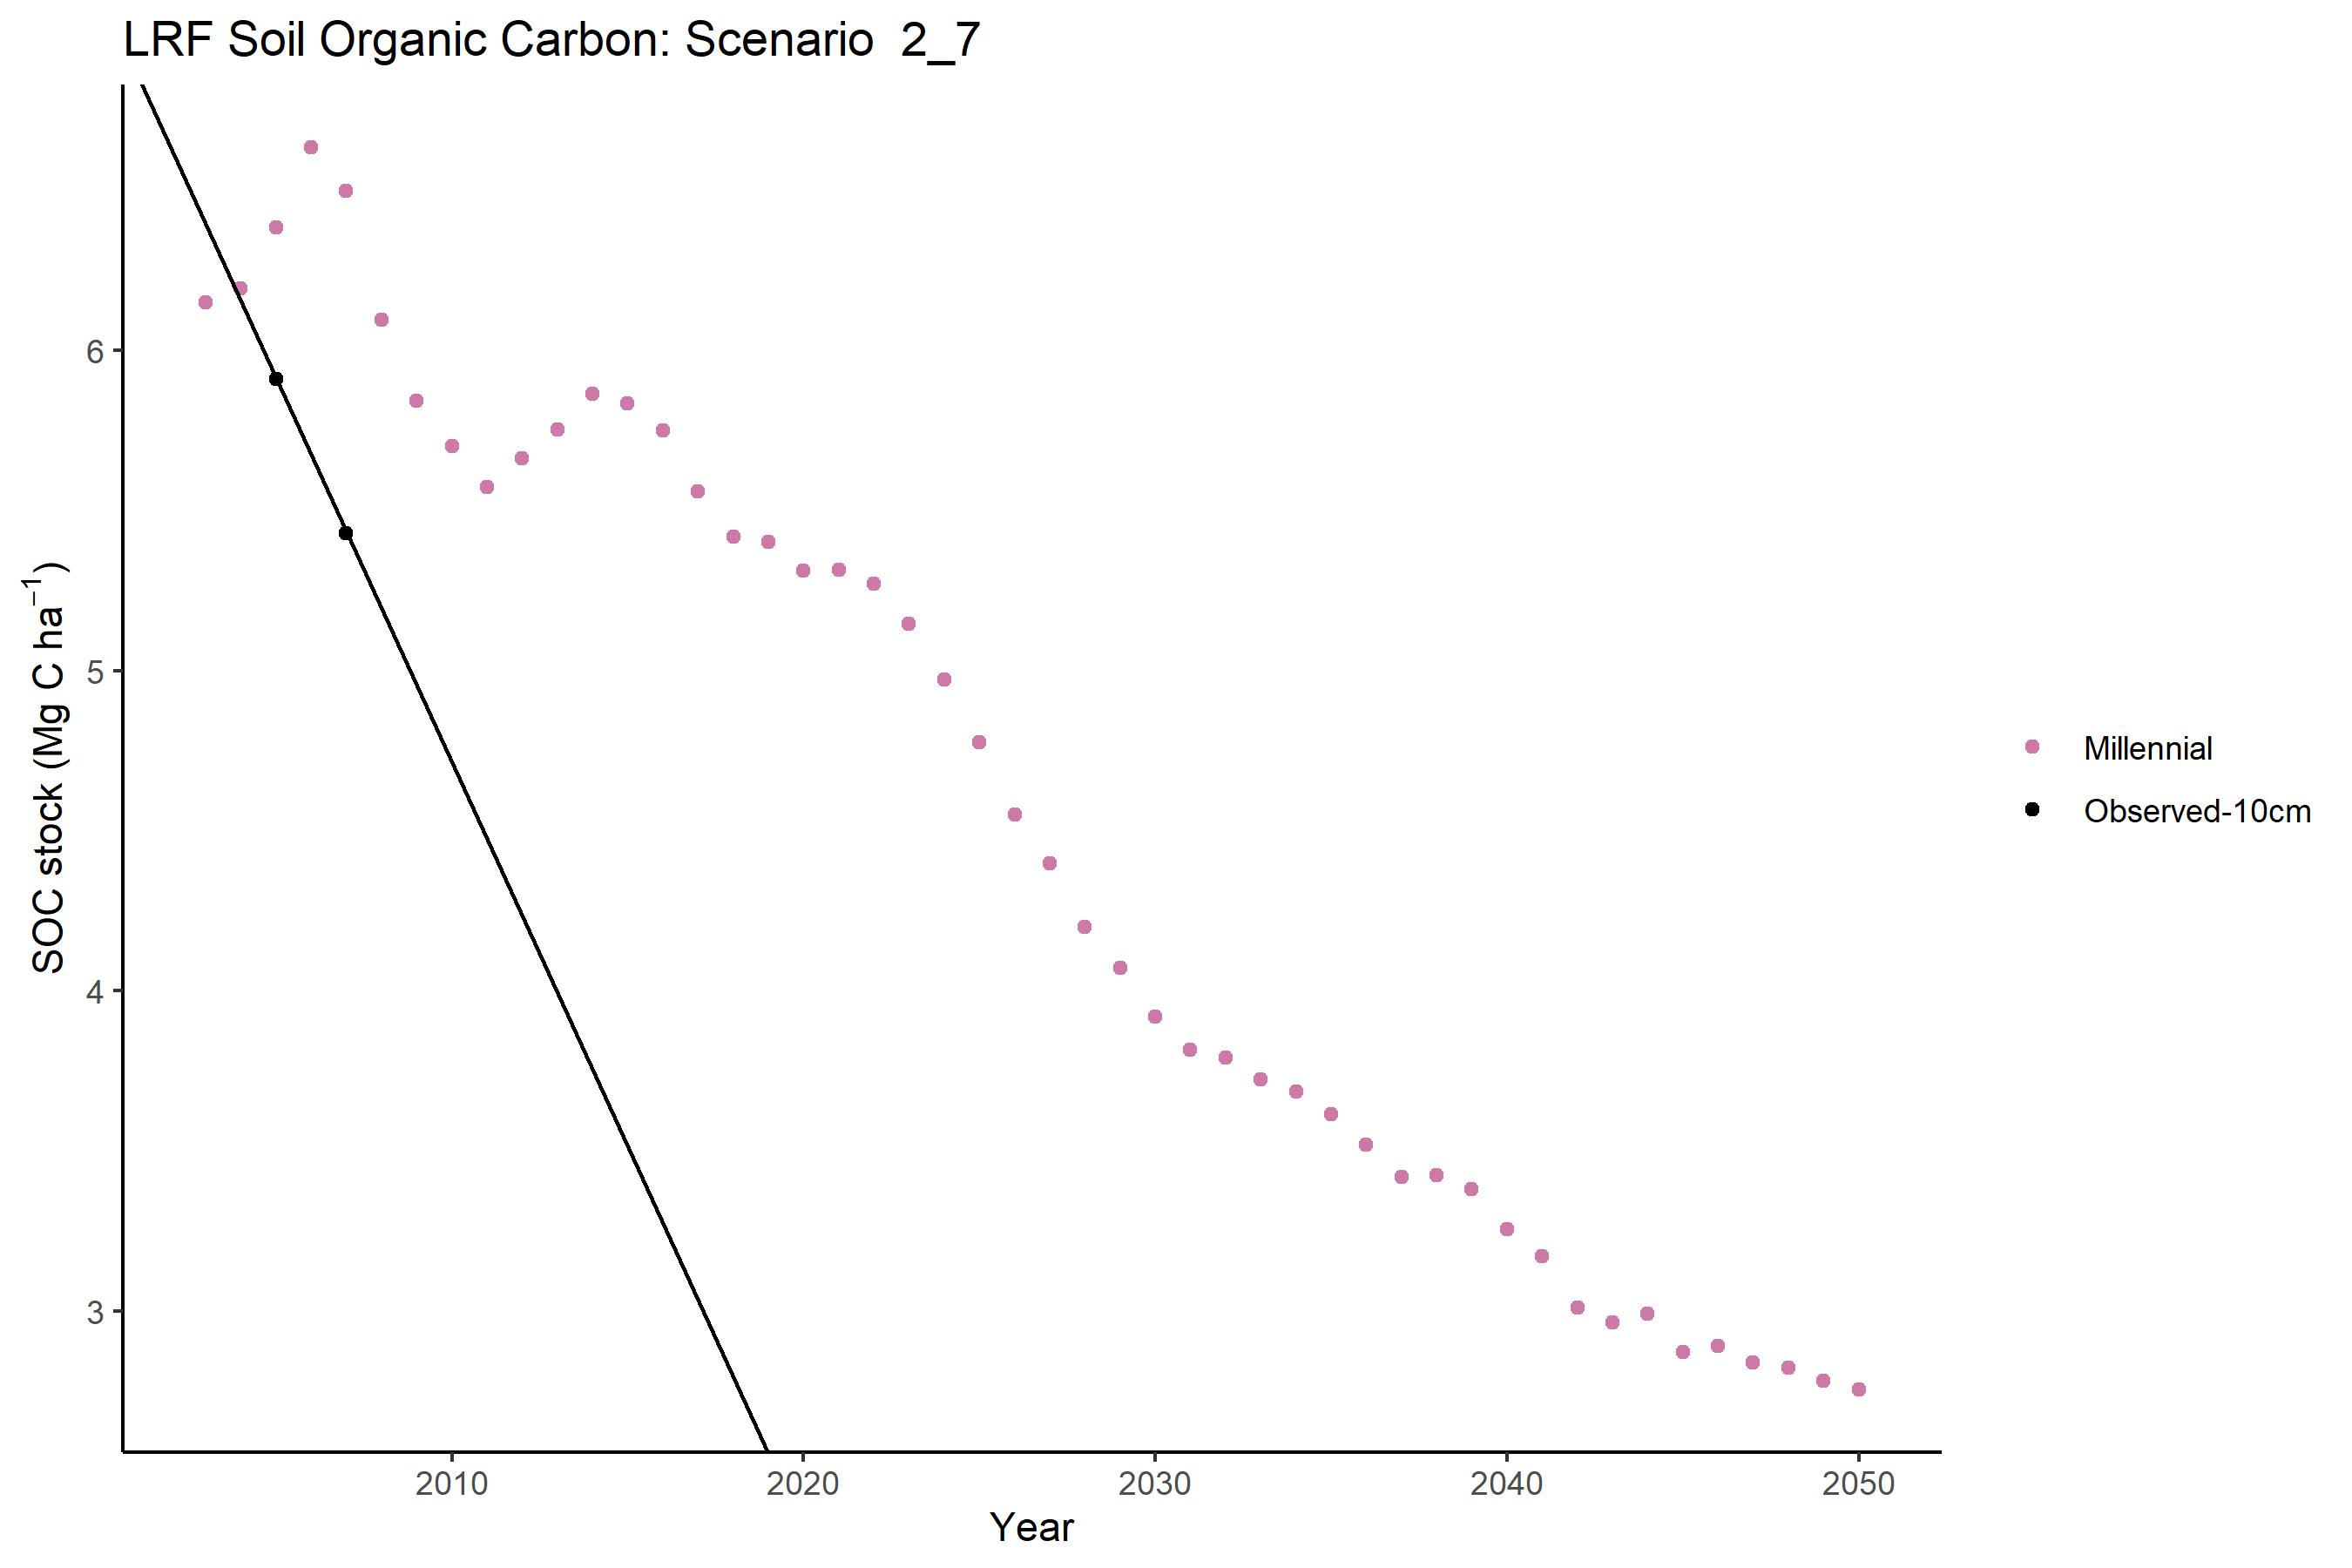 LRF Soil Organic Carbon: Scenario  2_7
SOC stock (Mg C ha⁻¹)
6
5
4
3
2010
2020
2030
2040
2050
Year
Millennial
Observed-10cm